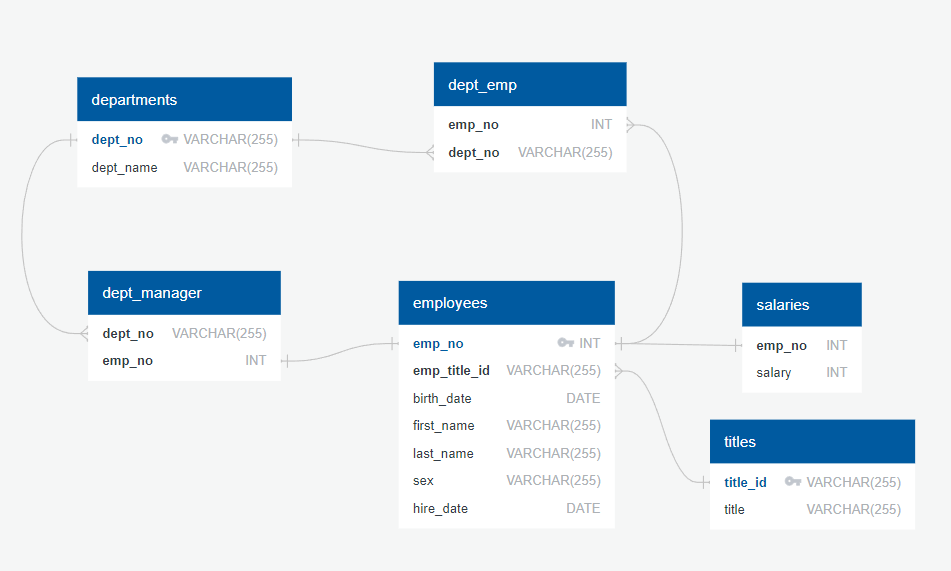 departments
dept_no VARCHAR(255)
dept_name VARCHAR(255)
dept_emp
emp_no INT
dept_no VARCHAR(255)
dept_manager
dept_no VARCHAR(255)
emp_no INT
employees
emp_no INT
emp_title_id VARCHAR(255)
birth_date DATE
first_name VARCHAR(255)
last_name VARCHAR(255)
sex VARCHAR(255)
hire_date DATE
salaries
emp_no INT
salary INT
titles
title_id VARCHAR(255)
title VARCHAR(255)